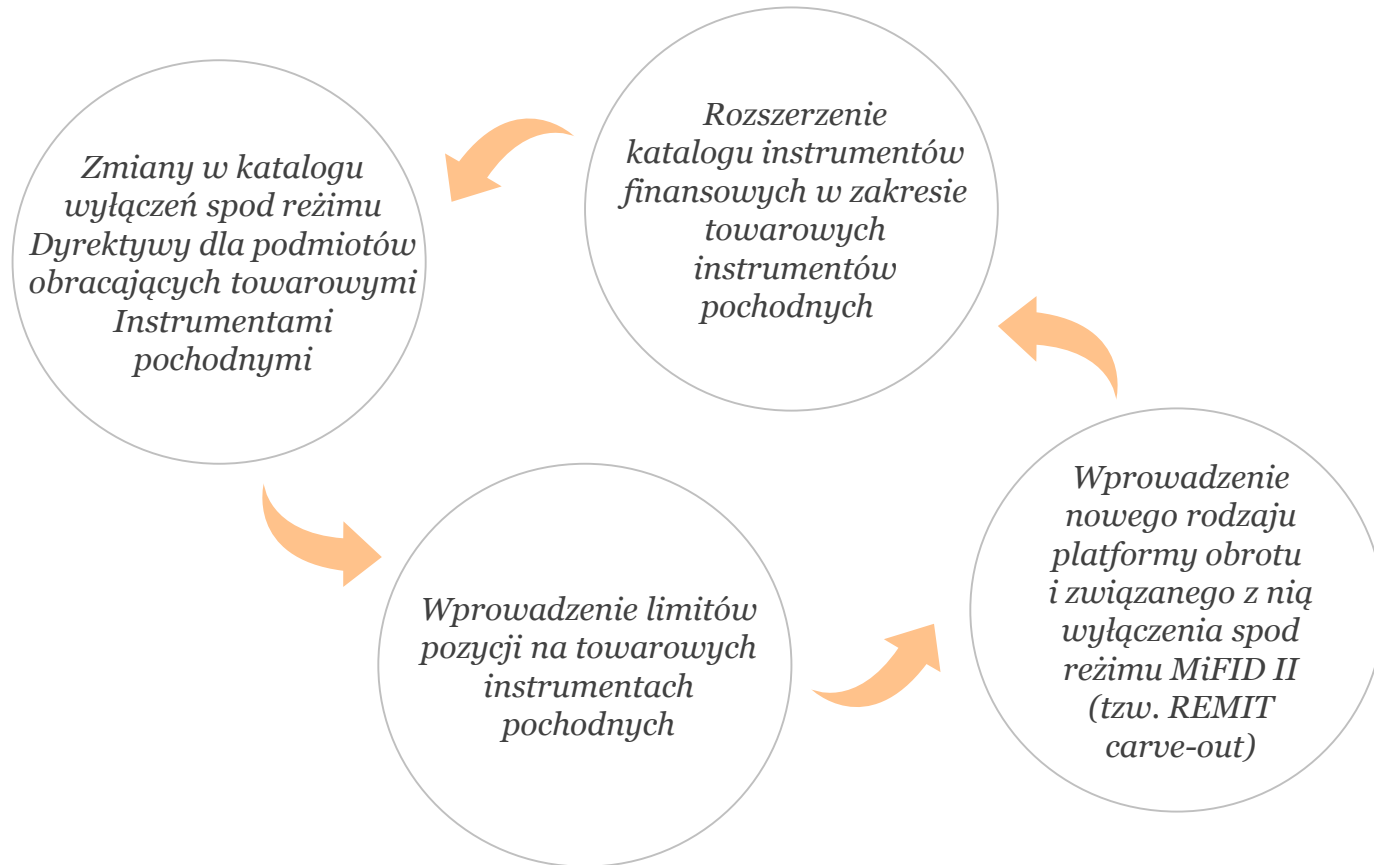 Zmiany w katalogu
wyłączeń spod reżimu
Dyrektywy dla podmiotów
obracających towarowymi
Instrumentami
pochodnymi
Rozszerzenie
katalogu instrumentów
finansowych w zakresie
towarowych
instrumentów
pochodnych
Wprowadzenie limitów
pozycji na towarowych
instrumentach
pochodnych
Wprowadzenie
nowego rodzaju
platformy obrotu
i związanego z nią
wyłączenia spod
reżimu MiFID II
(tzw. REMIT
carve-out)